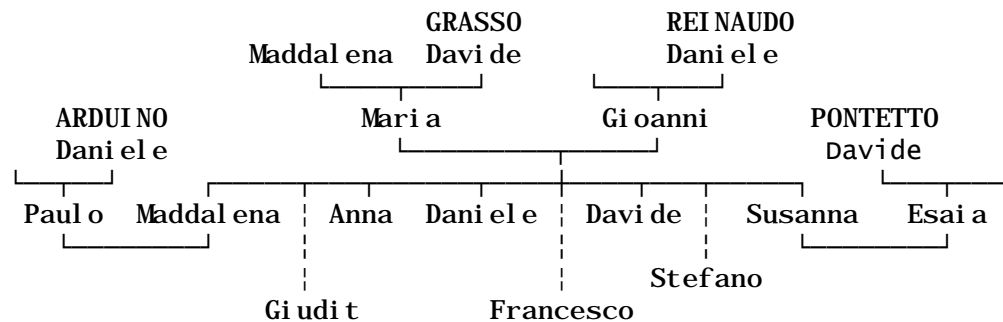 GRASSO REINAUDO
Maddalena Davide Daniele
ARDUINO Maria Gioanni PONTETTO
Daniele Davide
Paulo Maddalena Anna Daniele Davide Susanna Esaia
Stefano
Giudit Francesco